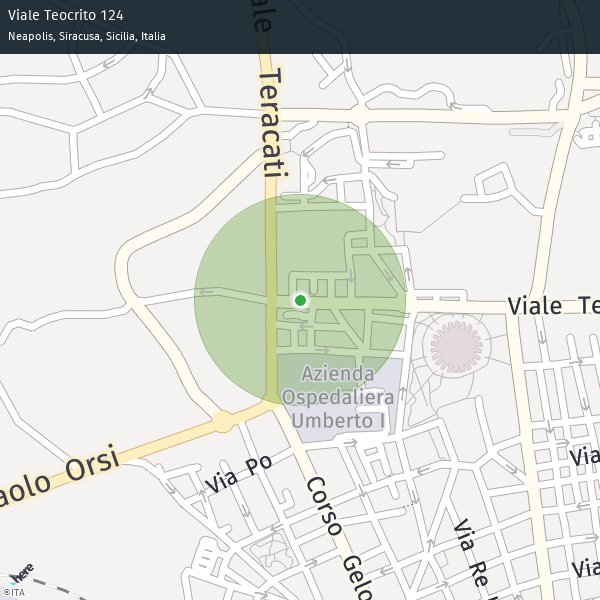 Viale Teocrito 124
Neapolis, Siracusa, Sicilia, Italia
ale Teracati
Viale Te
Azienda
Ospedaliera
Umberto I
aolo Orsi
Via Po
Corso Gelo
Via
Via Re
Via
here
©ITA